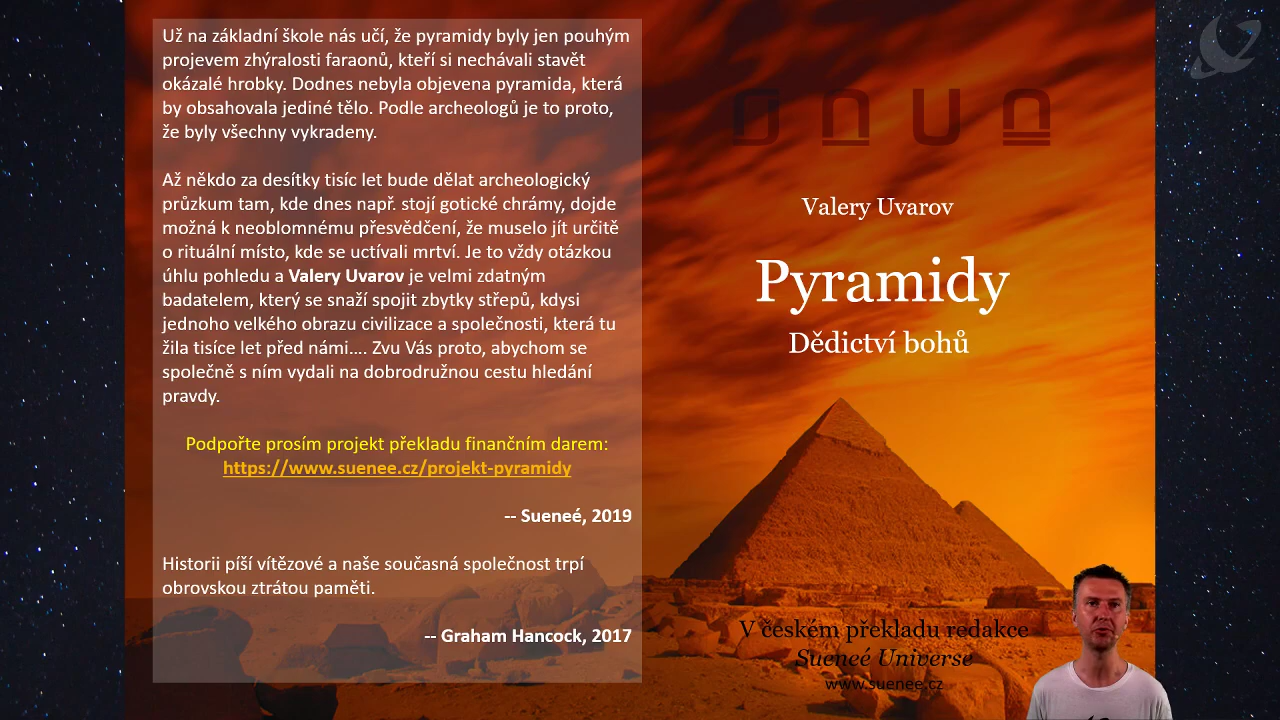 Už na základní škole nás učí, že pyramidy byly jen pouhým
projevem zhýralosti faraonů, kteří si nechávali stavět
okázalé hrobky. Dodnes nebyla objevena pyramida, která
by obsahovala jediné tělo. Podle archeologů je to proto,
že byly všechny vykradeny.
Až někdo za desítky tisíc let bude dělat archeologický
průzkum tam, kde dnes např. stojí gotické chrámy, dojde
možná k neoblomnému přesvědčení, že muselo jít určitě
o rituální místo, kde se uctívali mrtví. Je to vždy otázkou
úhlu pohledu a Valery Uvarov je velmi zdatným
badatelem, který se snaží spojit zbytky střepů, kdysi
jednoho velkého obrazu civilizace a společnosti, která tu
žila tisíce let před námi…. Zvu Vás proto, abychom se
společně s ním vydali na dobrodružnou cestu hledání
pravdy.
Podpořte prosím projekt překladu finančním darem:
https://www.suenee.cz/projekt-pyramidy
-- Sueneé, 2019
Historii píší vítězové a naše současná společnost trpí
obrovskou ztrátou paměti.
-- Graham Hancock, 2017
Valery Uvarov
Pyramidy
Dědictví bohů
V českém překladu redakce
Sueneé Universe
www.suenee.cz